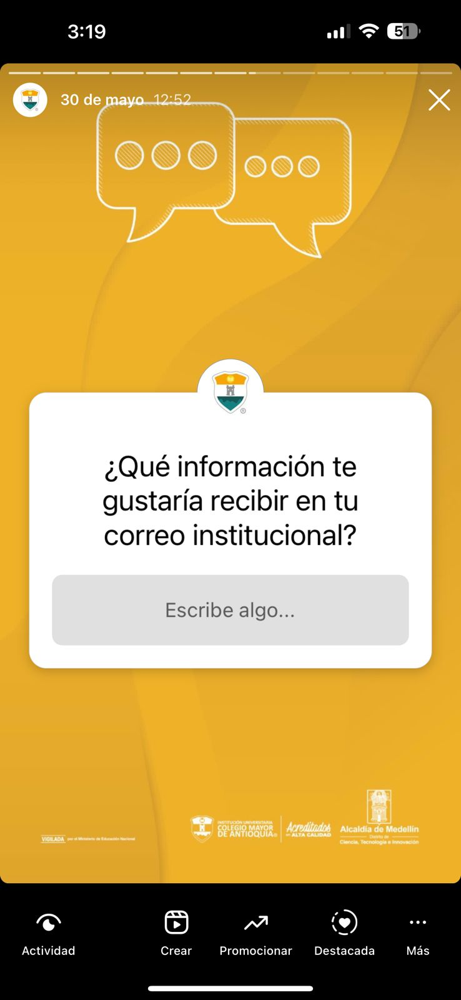 3:19
51
30 de mayo 12:52
¿Qué información te
gustaría recibir en tu
correo institucional?
Escribe algo...
VIGILADA por el Ministerio de Educación Nacional
INSTITUCIÓN UNIVERSITARIA
COLEGIO MAYOR
DE ANTIOQUIA®
Acreditados
en ALTA CALIDAD
Alcaldía de Medellín
Distrito de
Ciencia, Tecnología e Innovación
Actividad
Crear
Promocionar
Destacada
Más